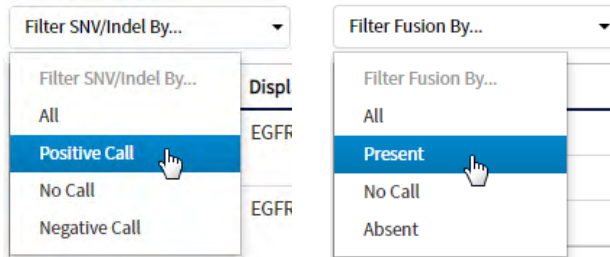 Filter SNV/Indel By...
Filter SNV/Indel By...
All
Positive Call
No Call
Negative Call
Displ
EGFR
EGFR
Filter Fusion By...
Filter Fusion By...
All
Present
No Call
Absent